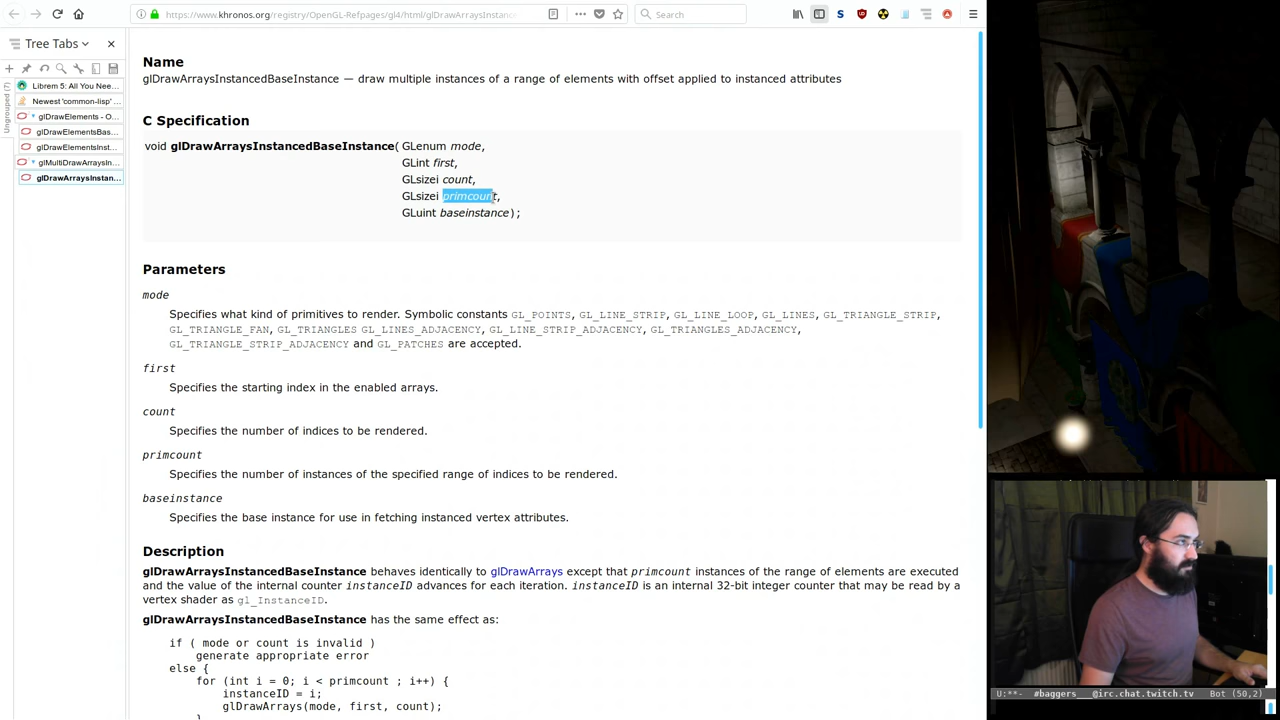 https://www.khronos.org/registry/OpenGL-Refpages/gl4/html/glDrawArraysInstanc
Search
Tree Tabs
Ungrouped (7)
Librem 5: All You Nee...
Newest 'common-lisp' ...
glDrawElements - O...
glDrawElementsBas...
glDrawElementsInst...
glMultiDrawArraysIn...
glDrawArraysInstan...
Name
glDrawArraysInstancedBaseInstance — draw multiple instances of a range of elements with offset applied to instanced attributes
C Specification
void glDrawArraysInstancedBaseInstance( GLenum mode,
GLint first,
GLsizei count,
GLsizei primcount,
GLuint baseinstance);
Parameters
mode
Specifies what kind of primitives to render. Symbolic constants GL_POINTS, GL_LINE_STRIP, GL_LINE_LOOP, GL_LINES, GL_TRIANGLE_STRIP,
GL_TRIANGLE_FAN, GL_TRIANGLES GL_LINES_ADJACENCY, GL_LINE_STRIP_ADJACENCY, GL_TRIANGLES_ADJACENCY,
GL_TRIANGLE_STRIP_ADJACENCY and GL_PATCHES are accepted.
first
Specifies the starting index in the enabled arrays.
count
Specifies the number of indices to be rendered.
primcount
Specifies the number of instances of the specified range of indices to be rendered.
baseinstance
Specifies the base instance for use in fetching instanced vertex attributes.
Description
glDrawArraysInstancedBaseInstance behaves identically to glDrawArrays except that primcount instances of the range of elements are executed
and the value of the internal counter instanceID advances for each iteration. instanceID is an internal 32-bit integer counter that may be read by a
vertex shader as gl_InstanceID.
glDrawArraysInstancedBaseInstance has the same effect as:
if ( mode or count is invalid )
generate appropriate error
else {
for (int i = 0; i < primcount ; i++) {
instanceID = i;
glDrawArrays(mode, first, count);
}
U:**- #baggers___@irc.chat.twitch.tv Bot (50,2)